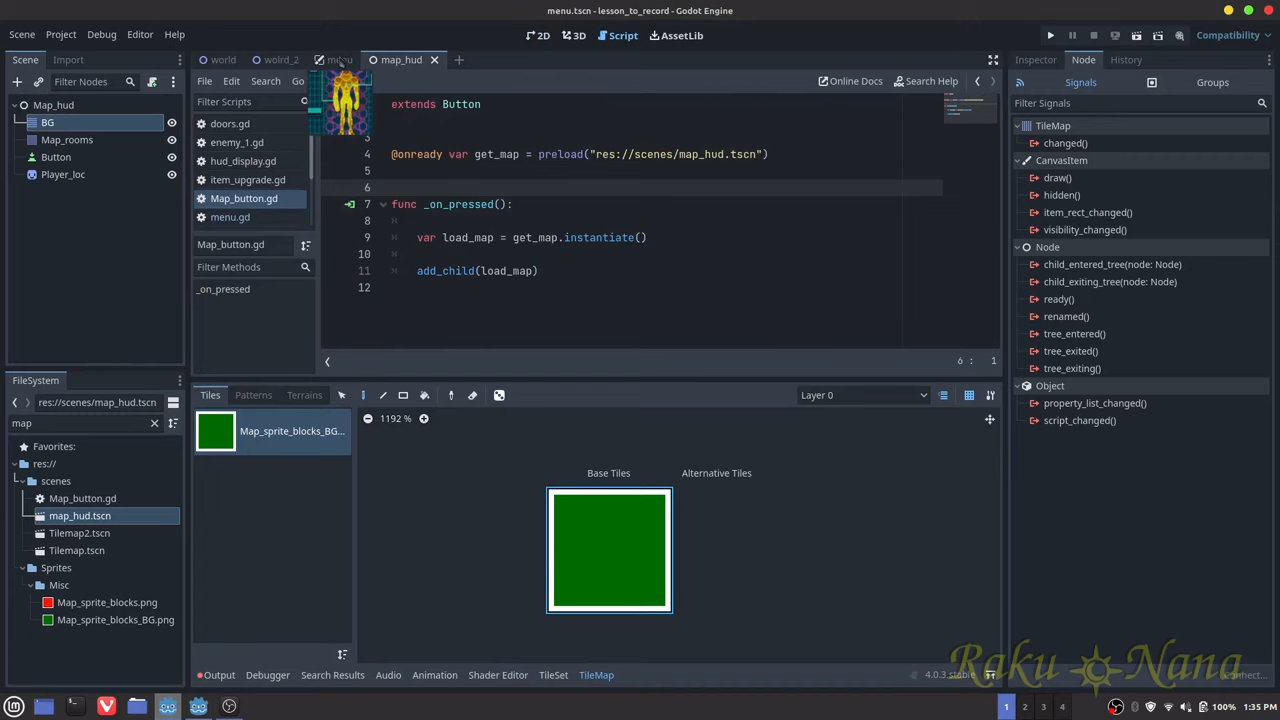 menu.tscn - lesson_to_record - Godot Engine
Scene Project Debug Editor Help
2D 3D Script AssetLib
Compatibility
Scene Import
world wolrd_2 map_hud
Inspector Node History
Filter Nodes
File Edit Search Go
Online Docs Search Help
Signals Groups
Map_hud
BG
Map_rooms
Button
Player_loc
Filter Scripts
doors.gd
enemy_1.gd
hud_display.gd
item_upgrade.gd
Map_button.gd
menu.gd
Map_button.gd
Filter Methods
_on_pressed
extends Button
3
4 @onready var get_map = preload("res://scenes/map_hud.tscn")
5
6
7 func _on_pressed():
8
9 var load_map = get_map.instantiate()
10
11 add_child(load_map)
12
6 : 1
Filter Signals
TileMap
changed()
CanvasItem
draw()
hidden()
item_rect_changed()
visibility_changed()
Node
child_entered_tree(node: Node)
child_exiting_tree(node: Node)
ready()
renamed()
tree_entered()
tree_exited()
tree_exiting()
Object
property_list_changed()
script_changed()
FileSystem
res://scenes/map_hud.tscn
map
Favorites:
res://
scenes
Map_button.gd
map_hud.tscn
Tilemap2.tscn
Tilemap.tscn
Sprites
Misc
Map_sprite_blocks.png
Map_sprite_blocks_BG.png
Tiles Patterns Terrains
Layer 0
Map_sprite_blocks_BG...
1192 %
Base Tiles Alternative Tiles
Output Debugger Search Results Audio Animation Shader Editor TileSet TileMap
4.0.3.stable
Connect...
Raku Nana
1 2 3 4
100% 1:35 PM